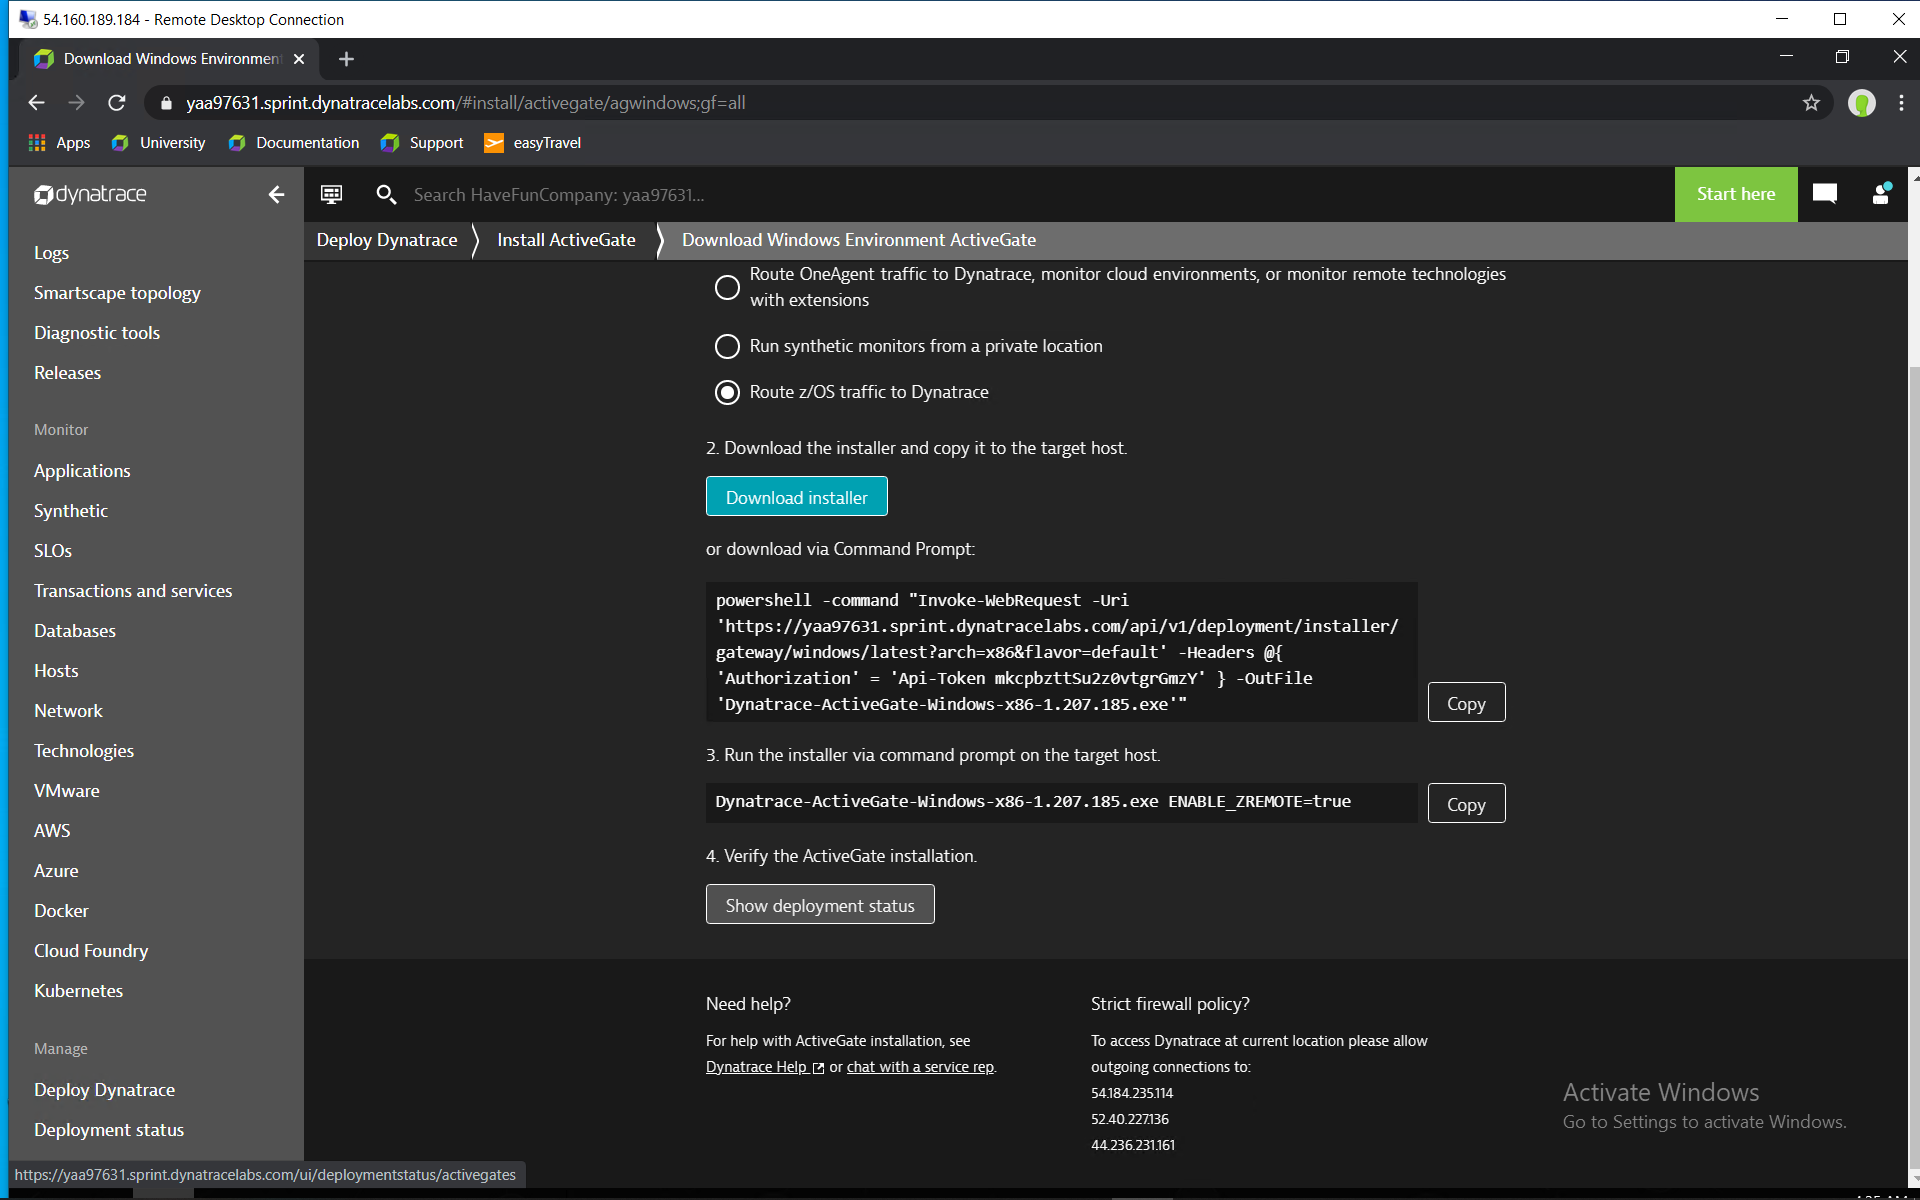 54.160.189.184 - Remote Desktop Connection
Download Windows Environmen
yaa97631.sprint.dynatracelabs.com/#install/activegate/agwindows;gf=all
Apps University Documentation Support easyTravel
dynatrace
Search HaveFunCompany: yaa97631...
Start here
Deploy Dynatrace Install ActiveGate Download Windows Environment ActiveGate
Logs
Smartscape topology
Diagnostic tools
Releases
Monitor
Applications
Synthetic
SLOs
Transactions and services
Databases
Hosts
Network
Technologies
VMware
AWS
Azure
Docker
Cloud Foundry
Kubernetes
Manage
Deploy Dynatrace
Deployment status
Route OneAgent traffic to Dynatrace, monitor cloud environments, or monitor remote technologies
with extensions
Run synthetic monitors from a private location
Route z/OS traffic to Dynatrace
2. Download the installer and copy it to the target host.
Download installer
or download via Command Prompt:
powershell -command "Invoke-WebRequest -Uri
'https://yaa97631.sprint.dynatracelabs.com/api/v1/deployment/installer/
gateway/windows/latest?arch=x86&flavor=default' -Headers @{
'Authorization' = 'Api-Token mkcpbzttSu2z0vtgrGmzY' } -OutFile
'Dynatrace-ActiveGate-Windows-x86-1.207.185.exe'"
Copy
3. Run the installer via command prompt on the target host.
Dynatrace-ActiveGate-Windows-x86-1.207.185.exe ENABLE_ZREMOTE=true
Copy
4. Verify the ActiveGate installation.
Show deployment status
Need help?
For help with ActiveGate installation, see
Dynatrace Help or chat with a service rep.
Strict firewall policy?
To access Dynatrace at current location please allow
outgoing connections to:
54.184.235.114
52.40.227.136
44.236.231.161
Activate Windows
Go to Settings to activate Windows.
https://yaa97631.sprint.dynatracelabs.com/ui/deploymentstatus/activegates